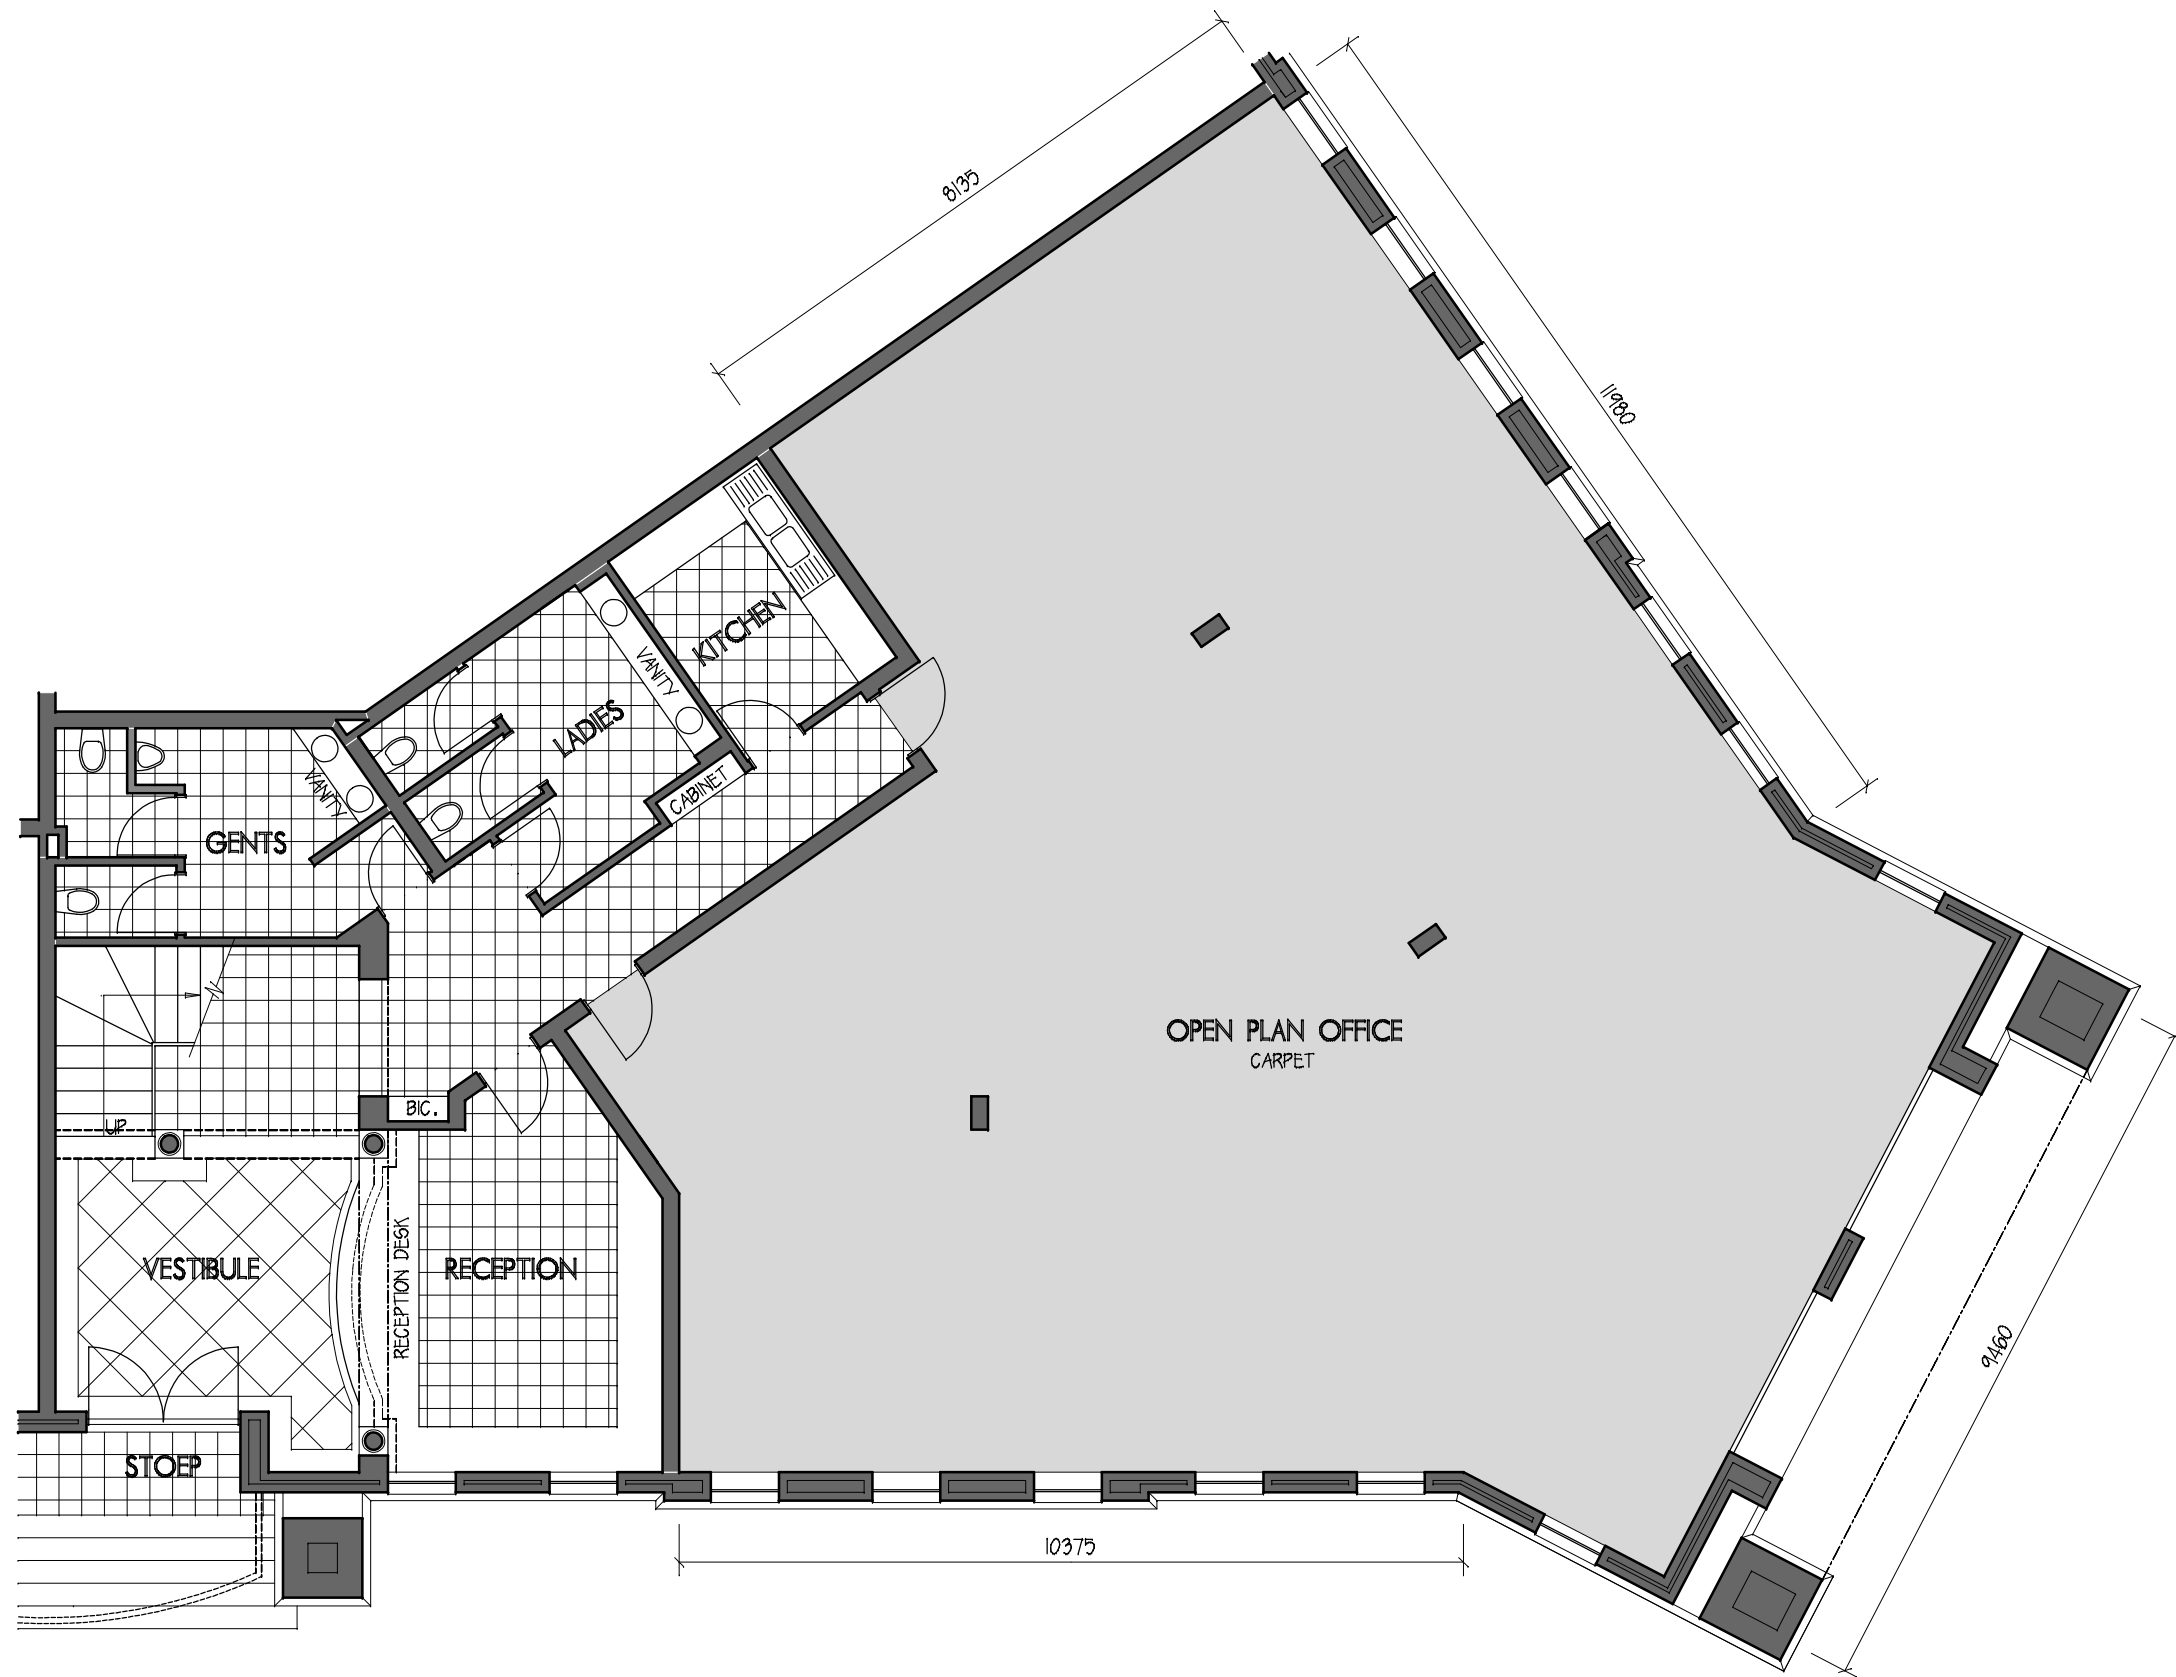 8135
11980
KITCHEN
VANITY
LADIES
CABINET
VANITY
GENTS
OPEN PLAN OFFICE
CARPET
BIC.
UP
VESTIBULE
RECEPTION DESK
RECEPTION
9460
STOEP
10375